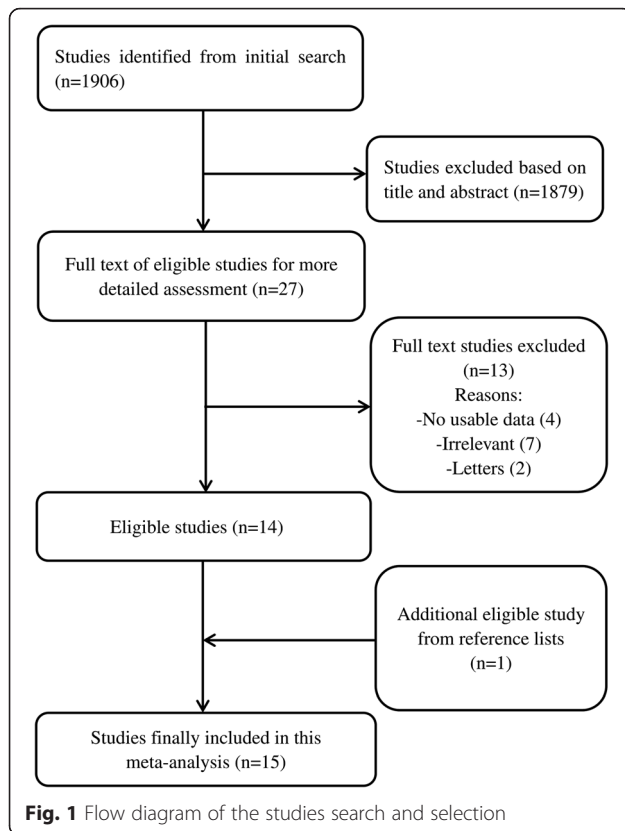 Studies identified from initial search
(n=1906)
Studies excluded based on
title and abstract (n=1879)
Full text of eligible studies for more
detailed assessment (n=27)
Full text studies excluded
(n=13)
Reasons:
-No usable data (4)
-Irrelevant (7)
-Letters (2)
Eligible studies (n=14)
Additional eligible study
from reference lists
(n=1)
Studies finally included in this
meta-analysis (n=15)
Fig. 1 Flow diagram of the studies search and selection